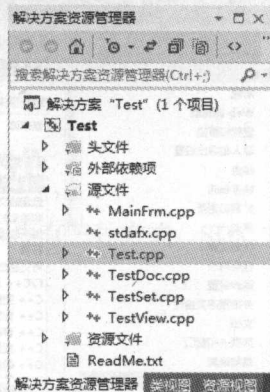 解决方案资源管理器
搜索解决方案资源管理器(Ctrl+;)
解决方案 "Test" (1 个项目)
Test
头文件
外部依赖项
源文件
MainFrm.cpp
stdafx.cpp
Test.cpp
TestDoc.cpp
TestSet.cpp
TestView.cpp
资源文件
ReadMe.txt
解决方案资源管理器 类视图 资源视图